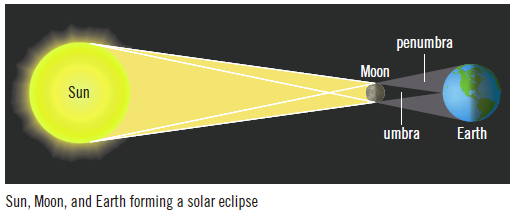 penumbra
Moon
Sun
umbra
Earth
Sun, Moon, and Earth forming a solar eclipse